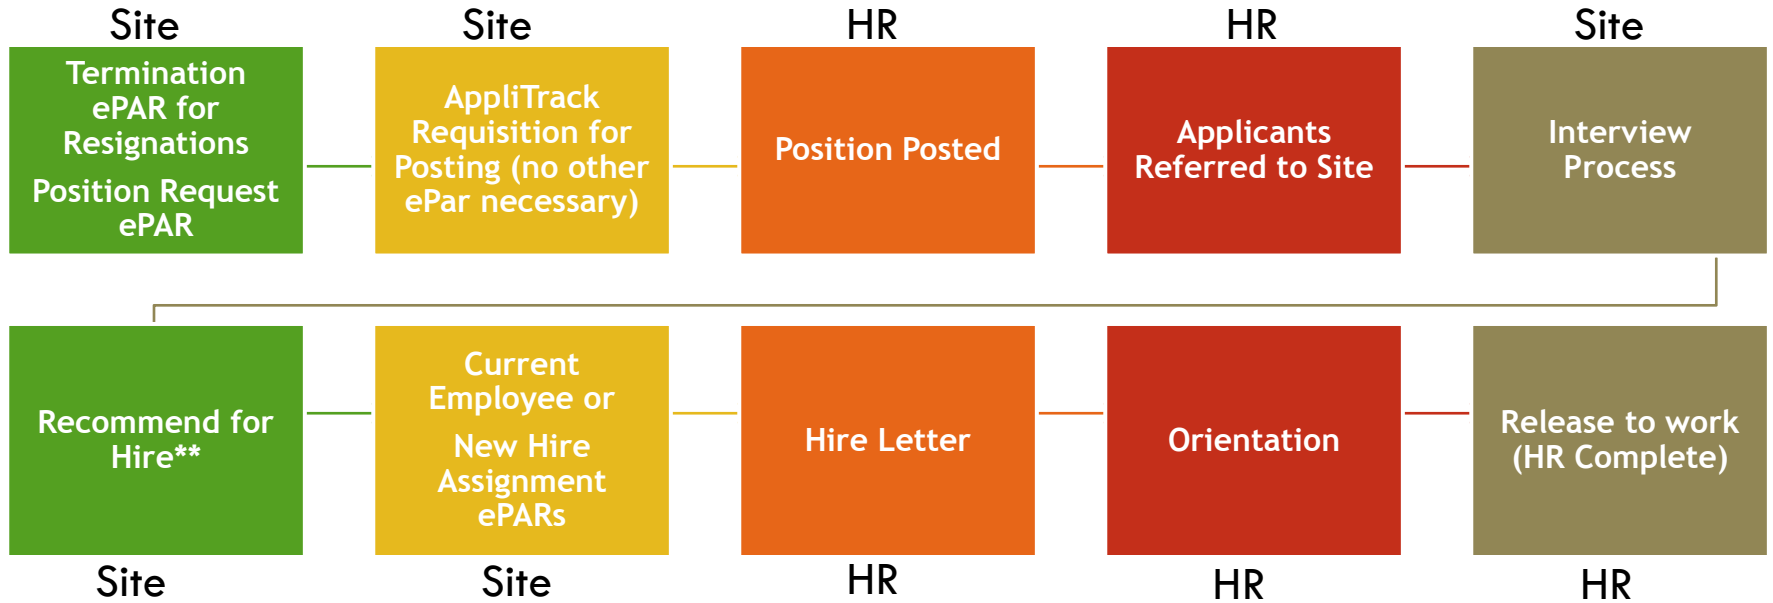 Site
Site
HR
HR
Site
Termination
ePAR for
Resignations
Position Request
ePAR
AppliTrack
Requisition for
Posting (no other
ePar necessary)
Position Posted
Applicants
Referred to Site
Interview
Process
Recommend for
Hire**
Current
Employee or
New Hire
Assignment
ePARs
Hire Letter
Orientation
Release to work
(HR Complete)
Site
Site
HR
HR
HR